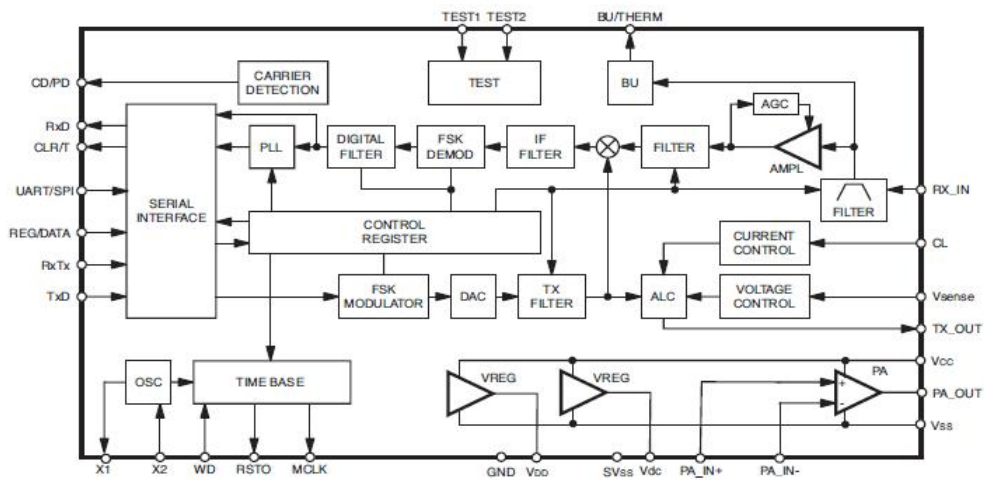 TEST1 TEST2 BU/THERM
CD/PD
CARRIER
DETECTION
TEST
BU
RxD
CLR/T
UART/SPI
REG/DATA
RxTx
TxD
SERIAL
INTERFACE
PLL
DIGITAL
FILTER
FSK
DEMOD
IF
FILTER
FILTER
AGC
AMPL
FILTER
RX_IN
CONTROL
REGISTER
CURRENT
CONTROL
CL
FSK
MODULATOR
DAC
TX
FILTER
ALC
VOLTAGE
CONTROL
Vsense
TX_OUT
OSC
TIME BASE
VREG
VREG
PA
+
-
Vcc
PA_OUT
Vss
X1 X2 WD RSTO MCLK GND VDD SVss Vdc PA_IN+ PA_IN-